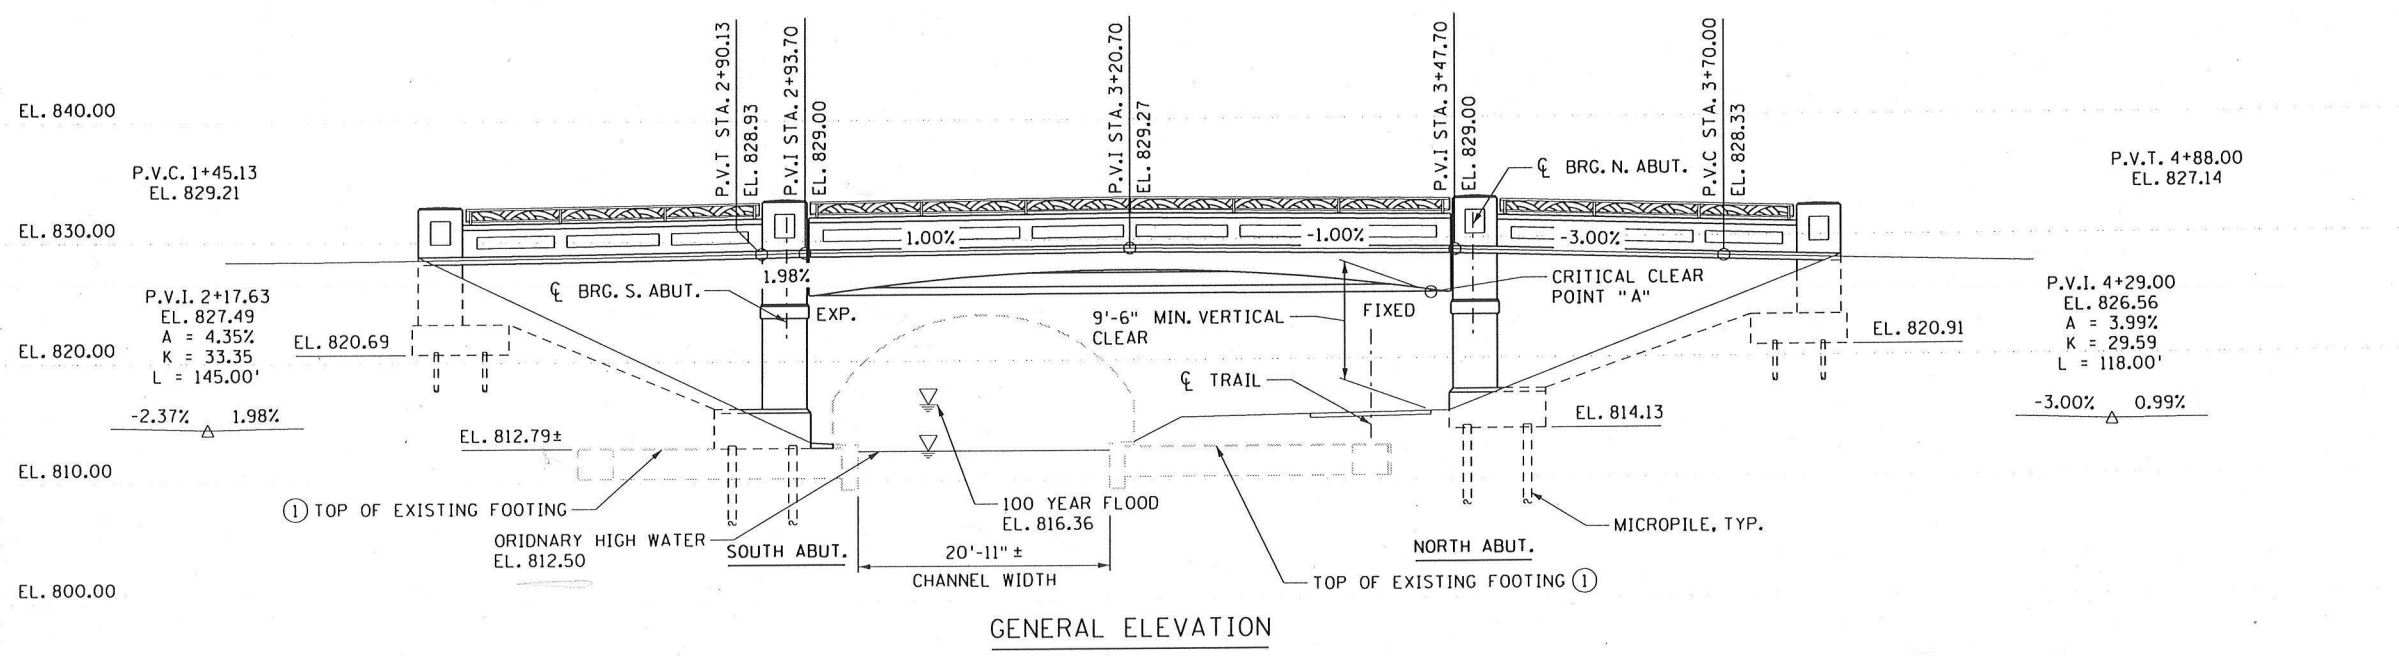 P.V.T STA. 2+90.13
EL. 828.93
P.V.I STA. 2+93.70
EL. 829.00
P.V.I STA. 3+20.70
EL. 829.27
P.V.I STA. 3+47.70
EL. 829.00
P.V.C STA. 3+70.00
EL. 828.33
EL. 840.00
P.V.C. 1+45.13
EL. 829.21
℄ BRG. N. ABUT.
P.V.T. 4+88.00
EL. 827.14
EL. 830.00
1.00%
-1.00%
-3.00%
1.98%
℄ BRG. S. ABUT.
EXP.
CRITICAL CLEAR
POINT "A"
FIXED
9'-6" MIN. VERTICAL
CLEAR
P.V.I. 2+17.63
EL. 827.49
A = 4.35%
K = 33.35
L = 145.00'
-2.37% 1.98%
P.V.I. 4+29.00
EL. 826.56
A = 3.99%
K = 29.59
L = 118.00'
-3.00% 0.99%
EL. 820.69
EL. 820.91
EL. 820.00
℄ TRAIL
EL. 814.13
EL. 812.79±
EL. 810.00
1 TOP OF EXISTING FOOTING
ORIDNARY HIGH WATER
EL. 812.50
SOUTH ABUT.
100 YEAR FLOOD
EL. 816.36
20'-11" ±
CHANNEL WIDTH
NORTH ABUT.
MICROPILE, TYP.
TOP OF EXISTING FOOTING 1
EL. 800.00
GENERAL ELEVATION